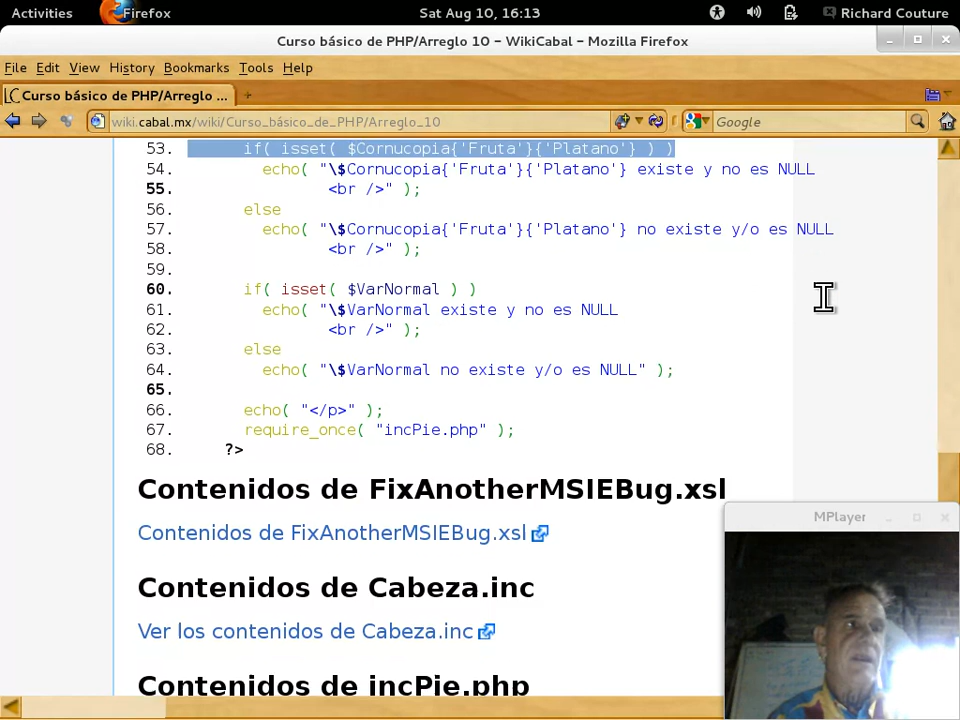 Activities Firefox Sat Aug 10, 16:13 Richard Couture
Curso básico de PHP/Arreglo 10 – WikiCabal – Mozilla Firefox
File Edit View History Bookmarks Tools Help
Curso básico de PHP/Arreglo ...
wiki.cabal.mx/wiki/Curso_básico_de_PHP/Arreglo_10 Google
53. if( isset( $Cornucopia{'Fruta'}{'Platano'} ) )
54. echo( "\$Cornucopia{'Fruta'}{'Platano'} existe y no es NULL
55. <br />" );
56. else
57. echo( "\$Cornucopia{'Fruta'}{'Platano'} no existe y/o es NULL
58. <br />" );
59.
60. if( isset( $VarNormal ) )
61. echo( "\$VarNormal existe y no es NULL
62. <br />" );
63. else
64. echo( "\$VarNormal no existe y/o es NULL" );
65.
66. echo( "</p>" );
67. require_once( "incPie.php" );
68. ?>
Contenidos de FixAnotherMSIEBug.xsl
Contenidos de FixAnotherMSIEBug.xsl
MPlayer
Contenidos de Cabeza.inc
Ver los contenidos de Cabeza.inc
Contenidos de incPie.php